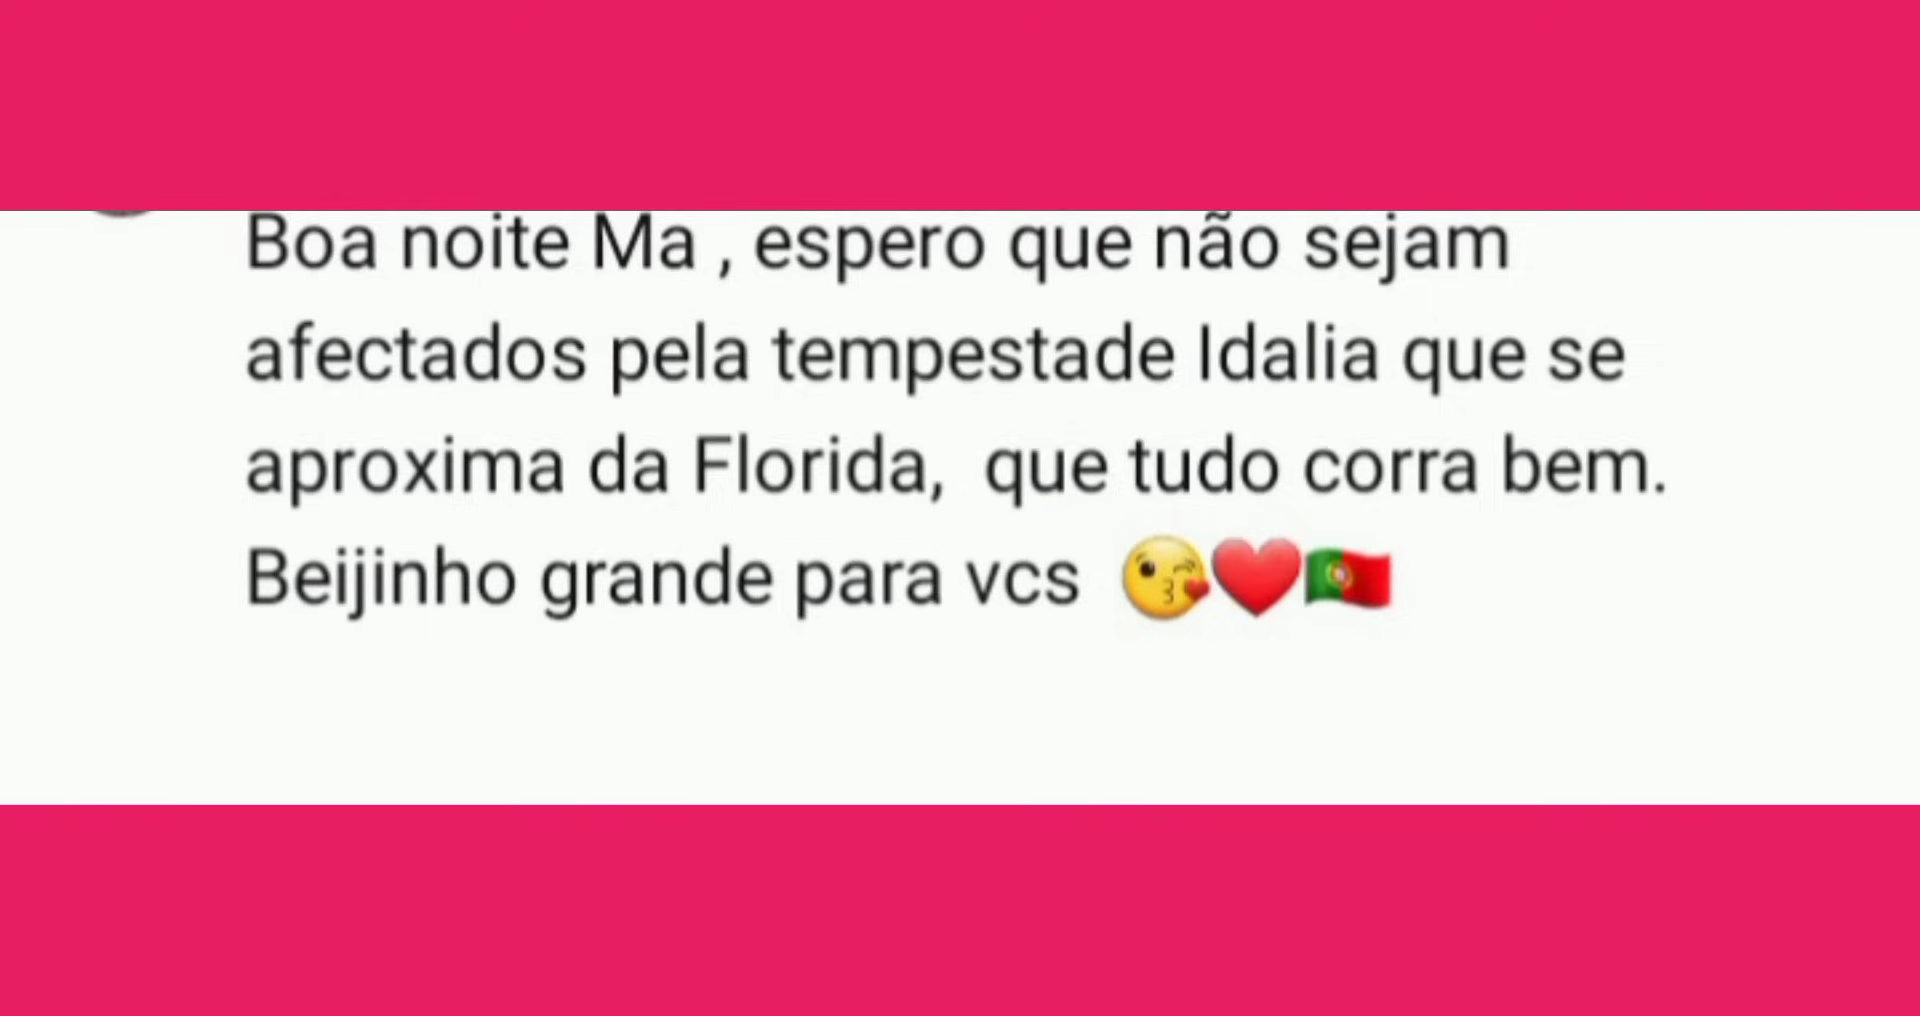 Boa noite Ma , espero que não sejam
afectados pela tempestade Idalia que se
aproxima da Florida,  que tudo corra bem.
Beijinho grande para vcs 😘❤️🇵🇹